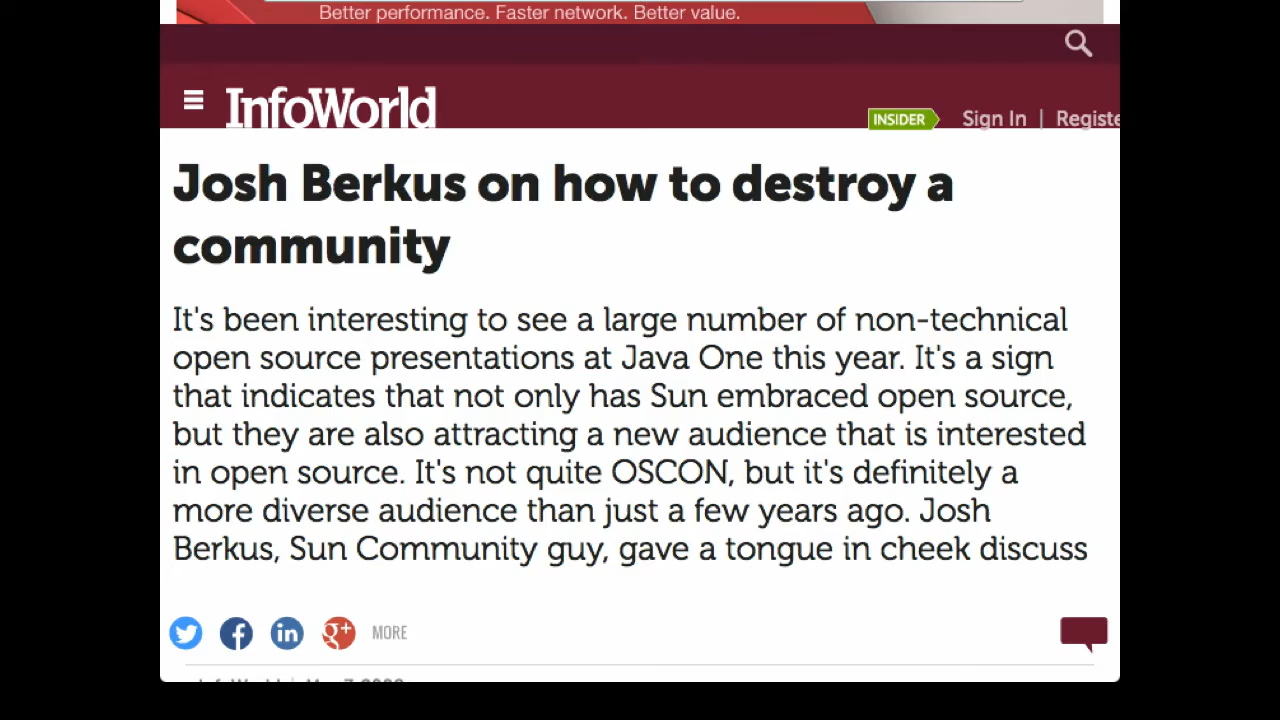 Better performance. Faster network. Better value.
InfoWorld
INSIDER Sign In | Registe
Josh Berkus on how to destroy a
community
It's been interesting to see a large number of non-technical
open source presentations at Java One this year. It's a sign
that indicates that not only has Sun embraced open source,
but they are also attracting a new audience that is interested
in open source. It's not quite OSCON, but it's definitely a
more diverse audience than just a few years ago. Josh
Berkus, Sun Community guy, gave a tongue in cheek discuss
MORE